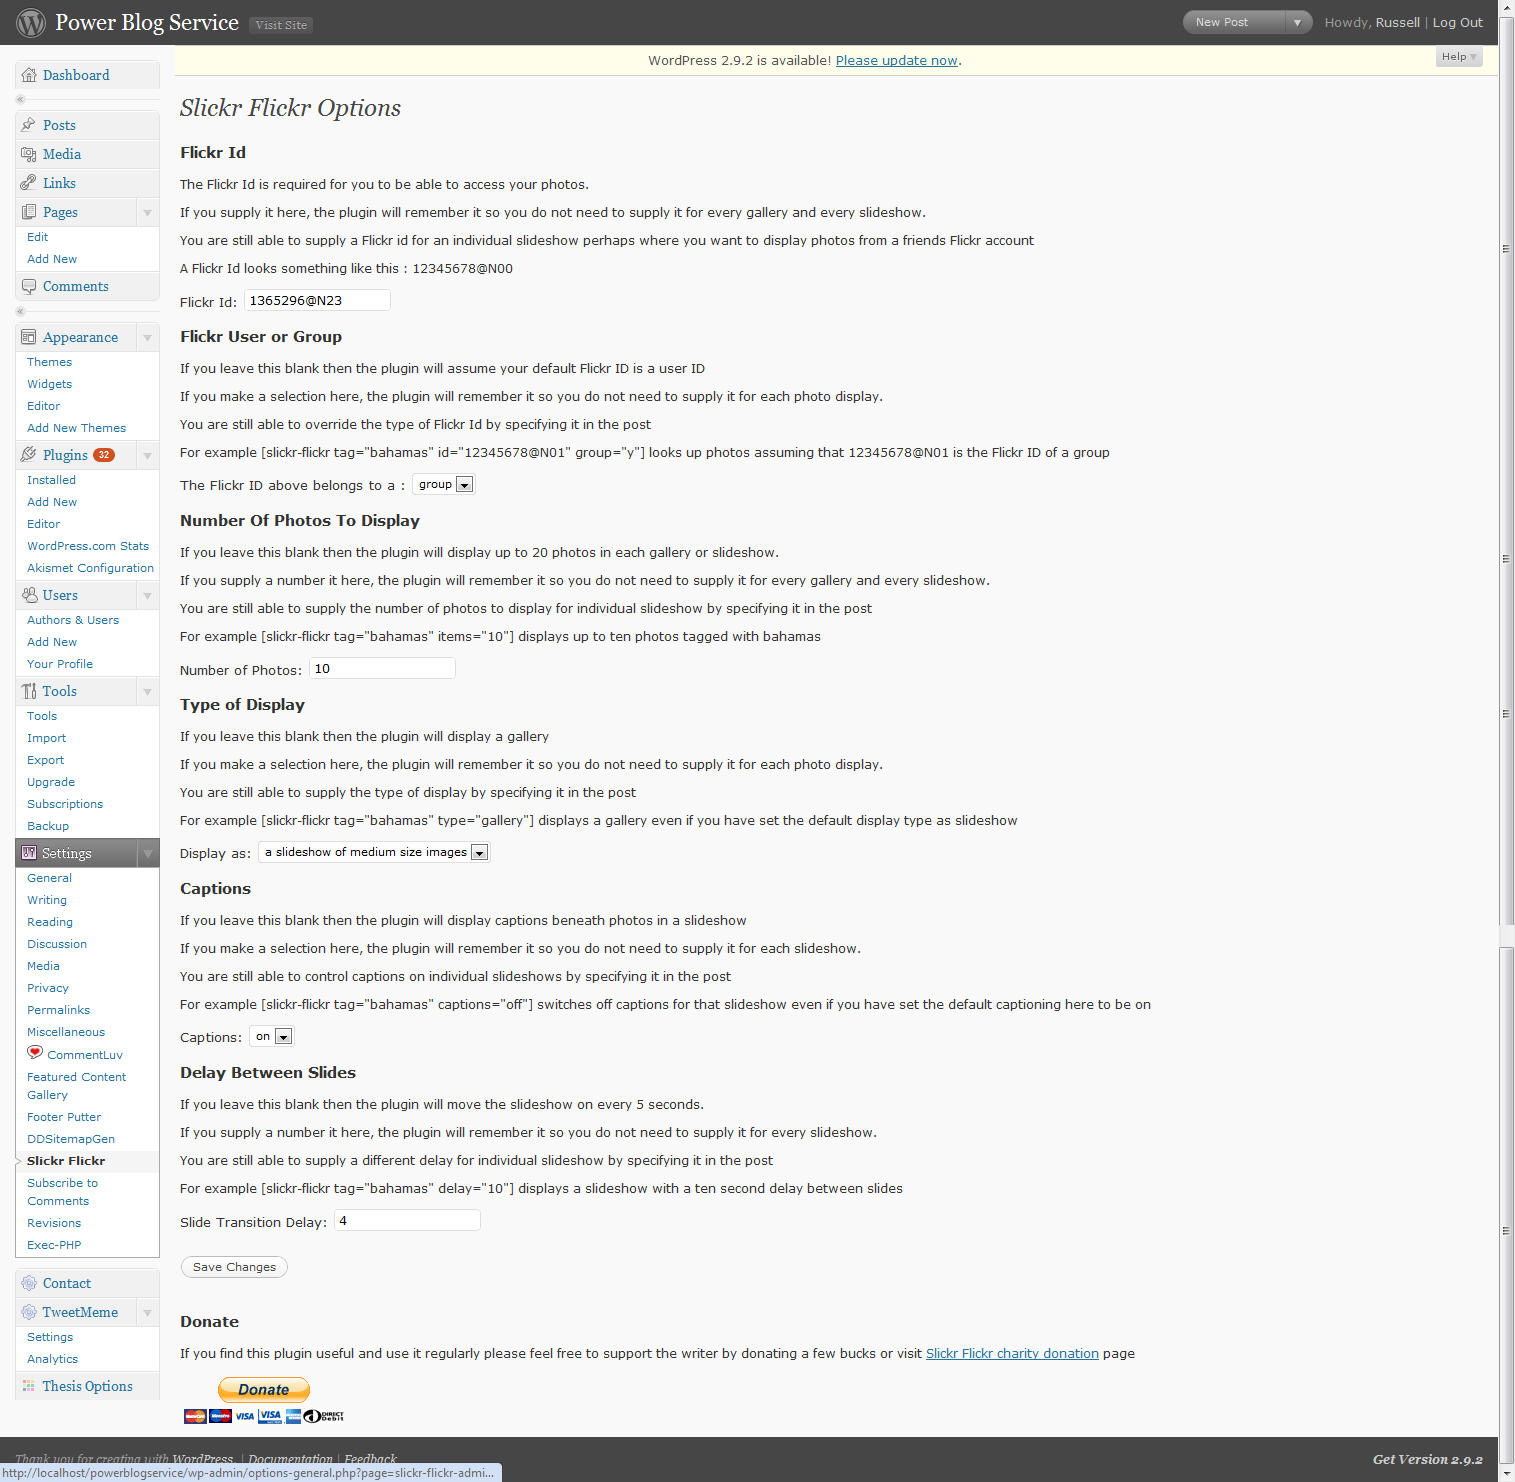 Power Blog Service Visit Site New Post Howdy, Russell | Log Out
WordPress 2.9.2 is available! Please update now.
Help
Dashboard
Posts
Media
Links
Pages
Edit
Add New
Comments
Appearance
Themes
Widgets
Editor
Add New Themes
Plugins 32
Installed
Add New
Editor
WordPress.com Stats
Akismet Configuration
Users
Authors & Users
Add New
Your Profile
Tools
Tools
Import
Export
Upgrade
Subscriptions
Backup
Settings
General
Writing
Reading
Discussion
Media
Privacy
Permalinks
Miscellaneous
CommentLuv
Featured Content
Gallery
Footer Putter
DDSitemapGen
Slickr Flickr
Subscribe to
Comments
Revisions
Exec-PHP
Contact
TweetMeme
Settings
Analytics
Thesis Options
Slickr Flickr Options
Flickr Id
The Flickr Id is required for you to be able to access your photos.
If you supply it here, the plugin will remember it so you do not need to supply it for every gallery and every slideshow.
You are still able to supply a Flickr id for an individual slideshow perhaps where you want to display photos from a friends Flickr account
A Flickr Id looks something like this : 12345678@N00
Flickr Id: 1365296@N23
Flickr User or Group
If you leave this blank then the plugin will assume your default Flickr ID is a user ID
If you make a selection here, the plugin will remember it so you do not need to supply it for each photo display.
You are still able to override the type of Flickr Id by specifying it in the post
For example [slickr-flickr tag="bahamas" id="12345678@N01" group="y"] looks up photos assuming that 12345678@N01 is the Flickr ID of a group
The Flickr ID above belongs to a : group
Number Of Photos To Display
If you leave this blank then the plugin will display up to 20 photos in each gallery or slideshow.
If you supply a number it here, the plugin will remember it so you do not need to supply it for every gallery and every slideshow.
You are still able to supply the number of photos to display for individual slideshow by specifying it in the post
For example [slickr-flickr tag="bahamas" items="10"] displays up to ten photos tagged with bahamas
Number of Photos: 10
Type of Display
If you leave this blank then the plugin will display a gallery
If you make a selection here, the plugin will remember it so you do not need to supply it for each photo display.
You are still able to supply the type of display by specifying it in the post
For example [slickr-flickr tag="bahamas" type="gallery"] displays a gallery even if you have set the default display type as slideshow
Display as: a slideshow of medium size images
Captions
If you leave this blank then the plugin will display captions beneath photos in a slideshow
If you make a selection here, the plugin will remember it so you do not need to supply it for each slideshow.
You are still able to control captions on individual slideshows by specifying it in the post
For example [slickr-flickr tag="bahamas" captions="off"] switches off captions for that slideshow even if you have set the default captioning here to be on
Captions: on
Delay Between Slides
If you leave this blank then the plugin will move the slideshow on every 5 seconds.
If you supply a number it here, the plugin will remember it so you do not need to supply it for every slideshow.
You are still able to supply a different delay for individual slideshow by specifying it in the post
For example [slickr-flickr tag="bahamas" delay="10"] displays a slideshow with a ten second delay between slides
Slide Transition Delay: 4
Save Changes
Donate
If you find this plugin useful and use it regularly please feel free to support the writer by donating a few bucks or visit Slickr Flickr charity donation page
Donate
MasterCard Maestro VISA VISA DIRECT Debit
Thank you for creating with WordPress. | Documentation | Feedback
Get Version 2.9.2
http://localhost/powerblogservice/wp-admin/options-general.php?page=slickr-flickr-admi...